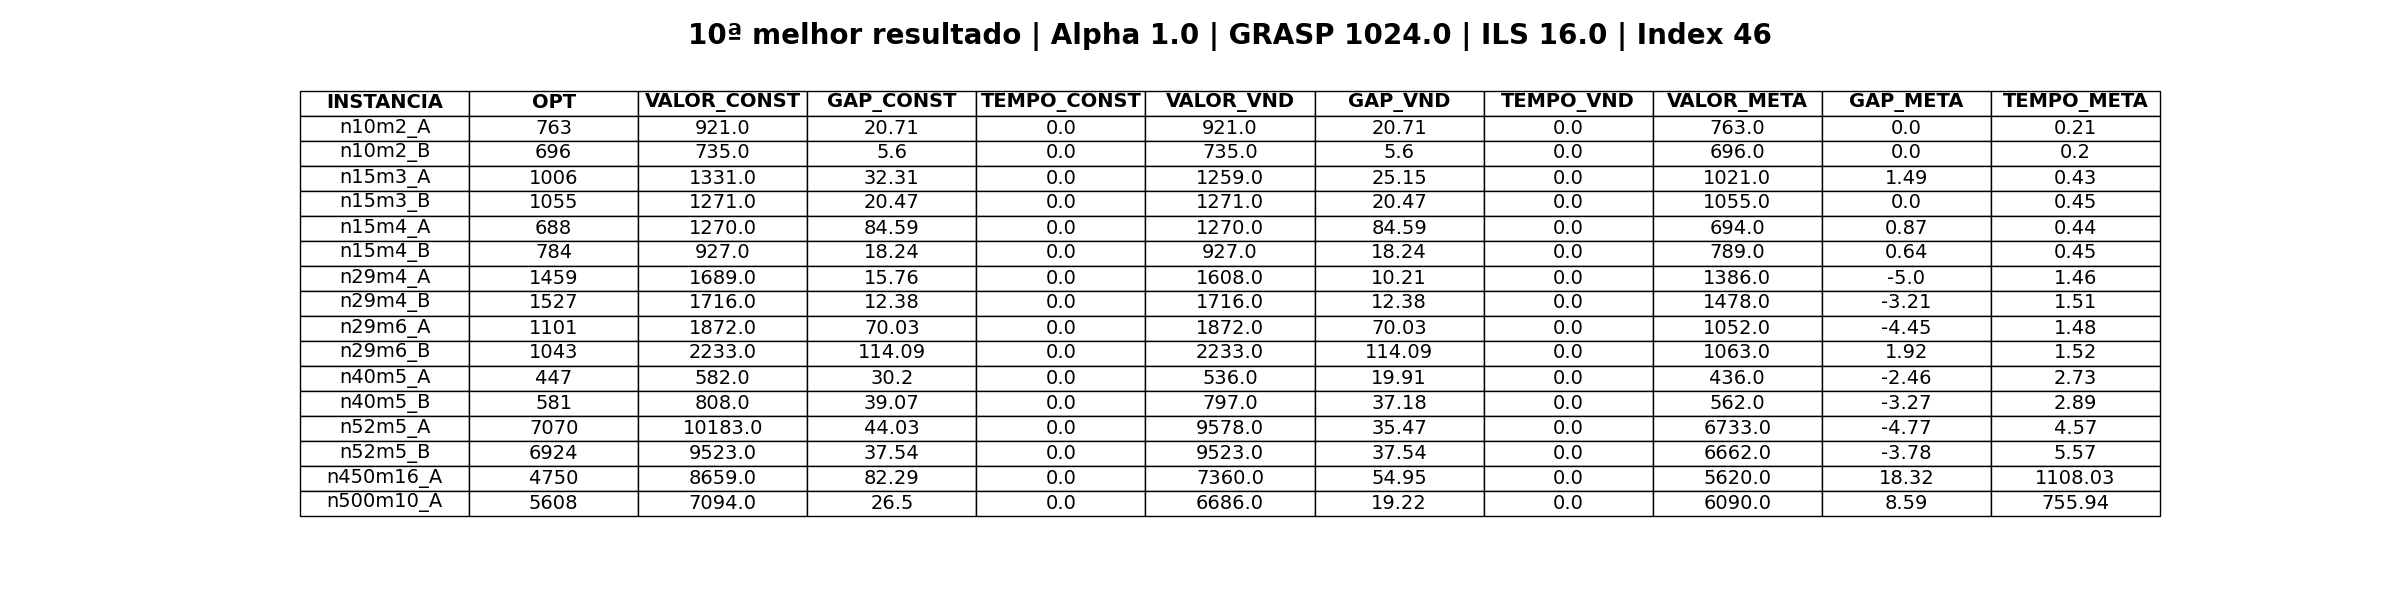 10ª melhor resultado | Alpha 1.0 | GRASP 1024.0 | ILS 16.0 | Index 46
INSTANCIA OPT VALOR_CONST GAP_CONST TEMPO_CONST VALOR_VND GAP_VND TEMPO_VND VALOR_META GAP_META TEMPO_META
n10m2_A 763 921.0 20.71 0.0 921.0 20.71 0.0 763.0 0.0 0.21
n10m2_B 696 735.0 5.6 0.0 735.0 5.6 0.0 696.0 0.0 0.2
n15m3_A 1006 1331.0 32.31 0.0 1259.0 25.15 0.0 1021.0 1.49 0.43
n15m3_B 1055 1271.0 20.47 0.0 1271.0 20.47 0.0 1055.0 0.0 0.45
n15m4_A 688 1270.0 84.59 0.0 1270.0 84.59 0.0 694.0 0.87 0.44
n15m4_B 784 927.0 18.24 0.0 927.0 18.24 0.0 789.0 0.64 0.45
n29m4_A 1459 1689.0 15.76 0.0 1608.0 10.21 0.0 1386.0 -5.0 1.46
n29m4_B 1527 1716.0 12.38 0.0 1716.0 12.38 0.0 1478.0 -3.21 1.51
n29m6_A 1101 1872.0 70.03 0.0 1872.0 70.03 0.0 1052.0 -4.45 1.48
n29m6_B 1043 2233.0 114.09 0.0 2233.0 114.09 0.0 1063.0 1.92 1.52
n40m5_A 447 582.0 30.2 0.0 536.0 19.91 0.0 436.0 -2.46 2.73
n40m5_B 581 808.0 39.07 0.0 797.0 37.18 0.0 562.0 -3.27 2.89
n52m5_A 7070 10183.0 44.03 0.0 9578.0 35.47 0.0 6733.0 -4.77 4.57
n52m5_B 6924 9523.0 37.54 0.0 9523.0 37.54 0.0 6662.0 -3.78 5.57
n450m16_A 4750 8659.0 82.29 0.0 7360.0 54.95 0.0 5620.0 18.32 1108.03
n500m10_A 5608 7094.0 26.5 0.0 6686.0 19.22 0.0 6090.0 8.59 755.94